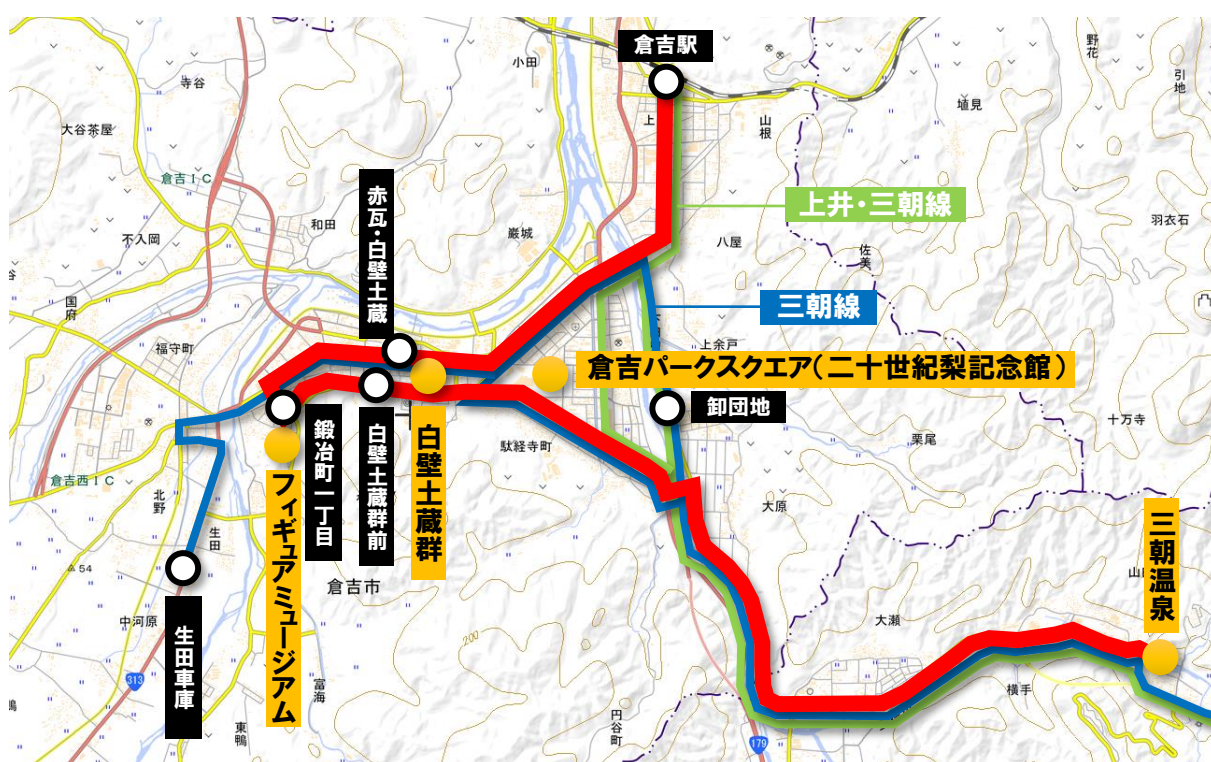 倉吉駅
小田
寺谷
引地
埴見
大谷茶屋
上
山根
倉吉IC
赤瓦・白壁土蔵
上井・三朝線
和田
巌城
不入岡
八屋
佐美
羽衣石
国府
三朝線
福守町
上余戸
倉吉パークスクエア(二十世紀梨記念館)
卸団地
十万寺
鍛冶町一丁目
白壁土蔵群前
白壁土蔵群
駄経寺町
栗尾
倉吉西IC
フィギュアミュージアム
北野
生田
大原
三朝温泉
54
倉吉市
中河原
大瀬
生田車庫
200
313
富海
横手
東鴨
円谷町
179